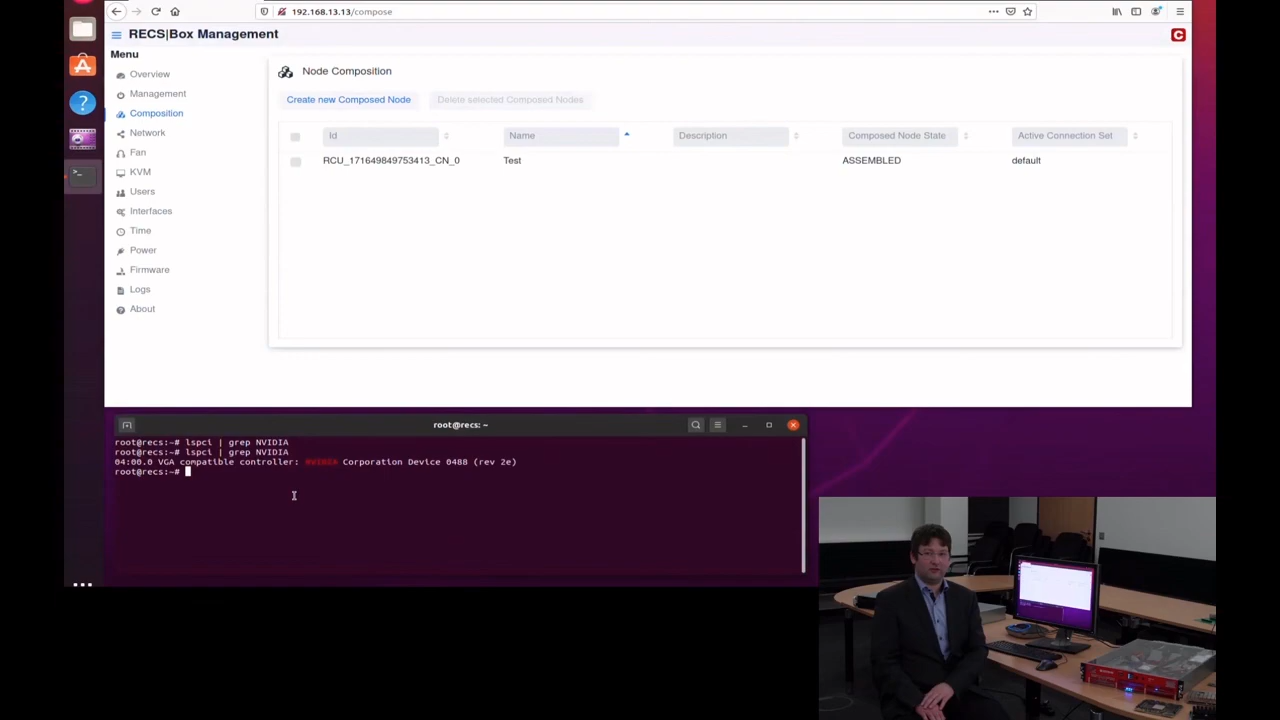 192.168.13.13/compose
RECS|Box Management
C
Menu
Overview
Management
Composition
Network
Fan
KVM
Users
Interfaces
Time
Power
Firmware
Logs
About
Node Composition
Create new Composed Node
Delete selected Composed Nodes
Id Name Description Composed Node State Active Connection Set
RCU_171649849753413_CN_0 Test ASSEMBLED default
root@recs: ~
root@recs:~# lspci | grep NVIDIA
root@recs:~# lspci | grep NVIDIA
04:00.0 VGA compatible controller: NVIDIA Corporation Device 0488 (rev 2e)
root@recs:~#